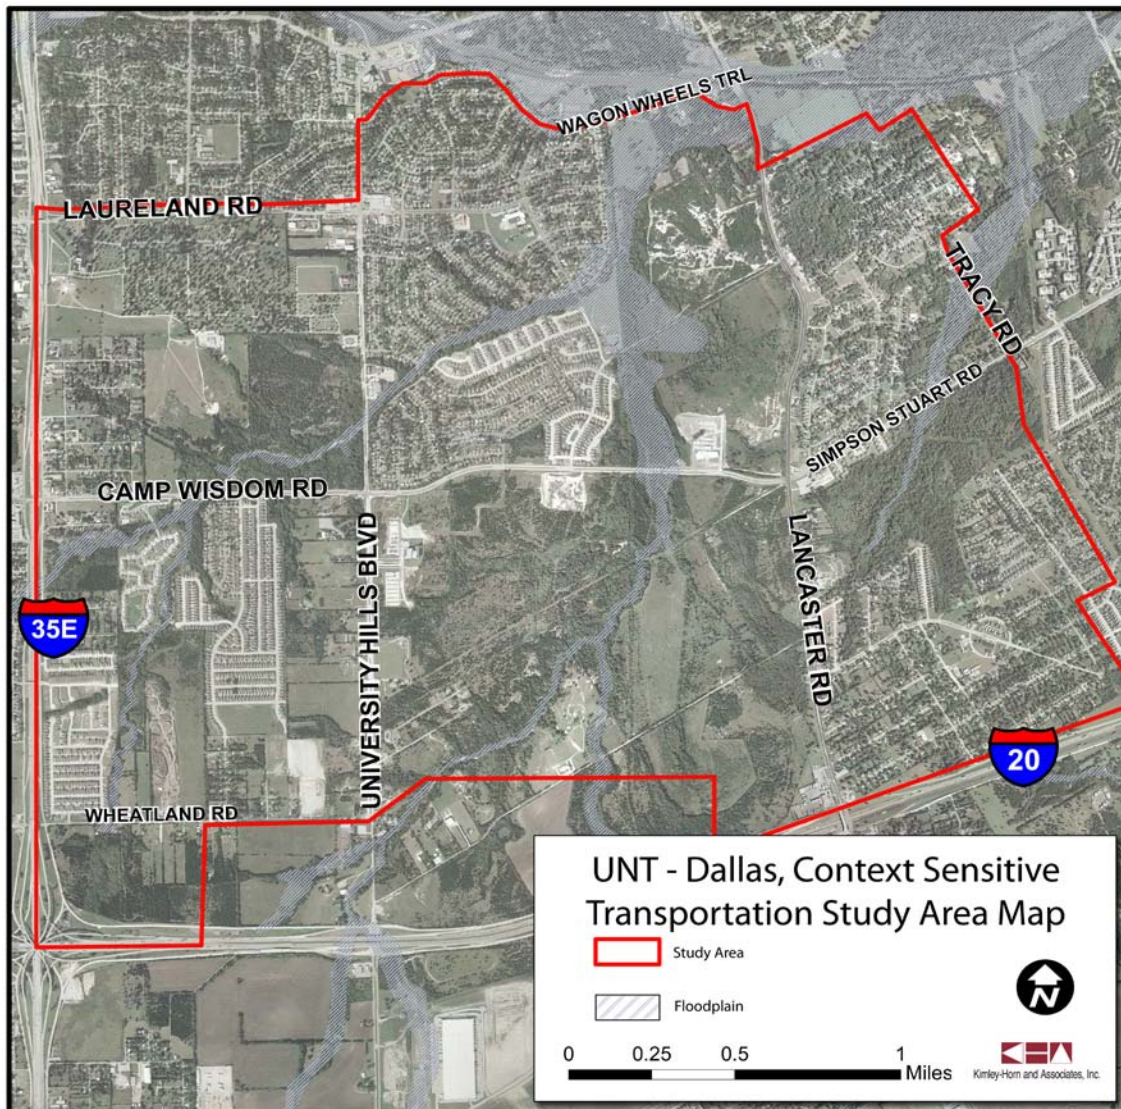 WAGON WHEELS TRL
LAURELAND RD
TRACY RD
SIMPSON STUART RD
CAMP WISDOM RD
UNIVERSITY HILLS BLVD
LANCASTER RD
35E
20
WHEATLAND RD
UNT - Dallas, Context Sensitive
Transportation Study Area Map
Study Area
Floodplain
N
0 0.25 0.5 1
Miles
Kimley-Horn and Associates, Inc.